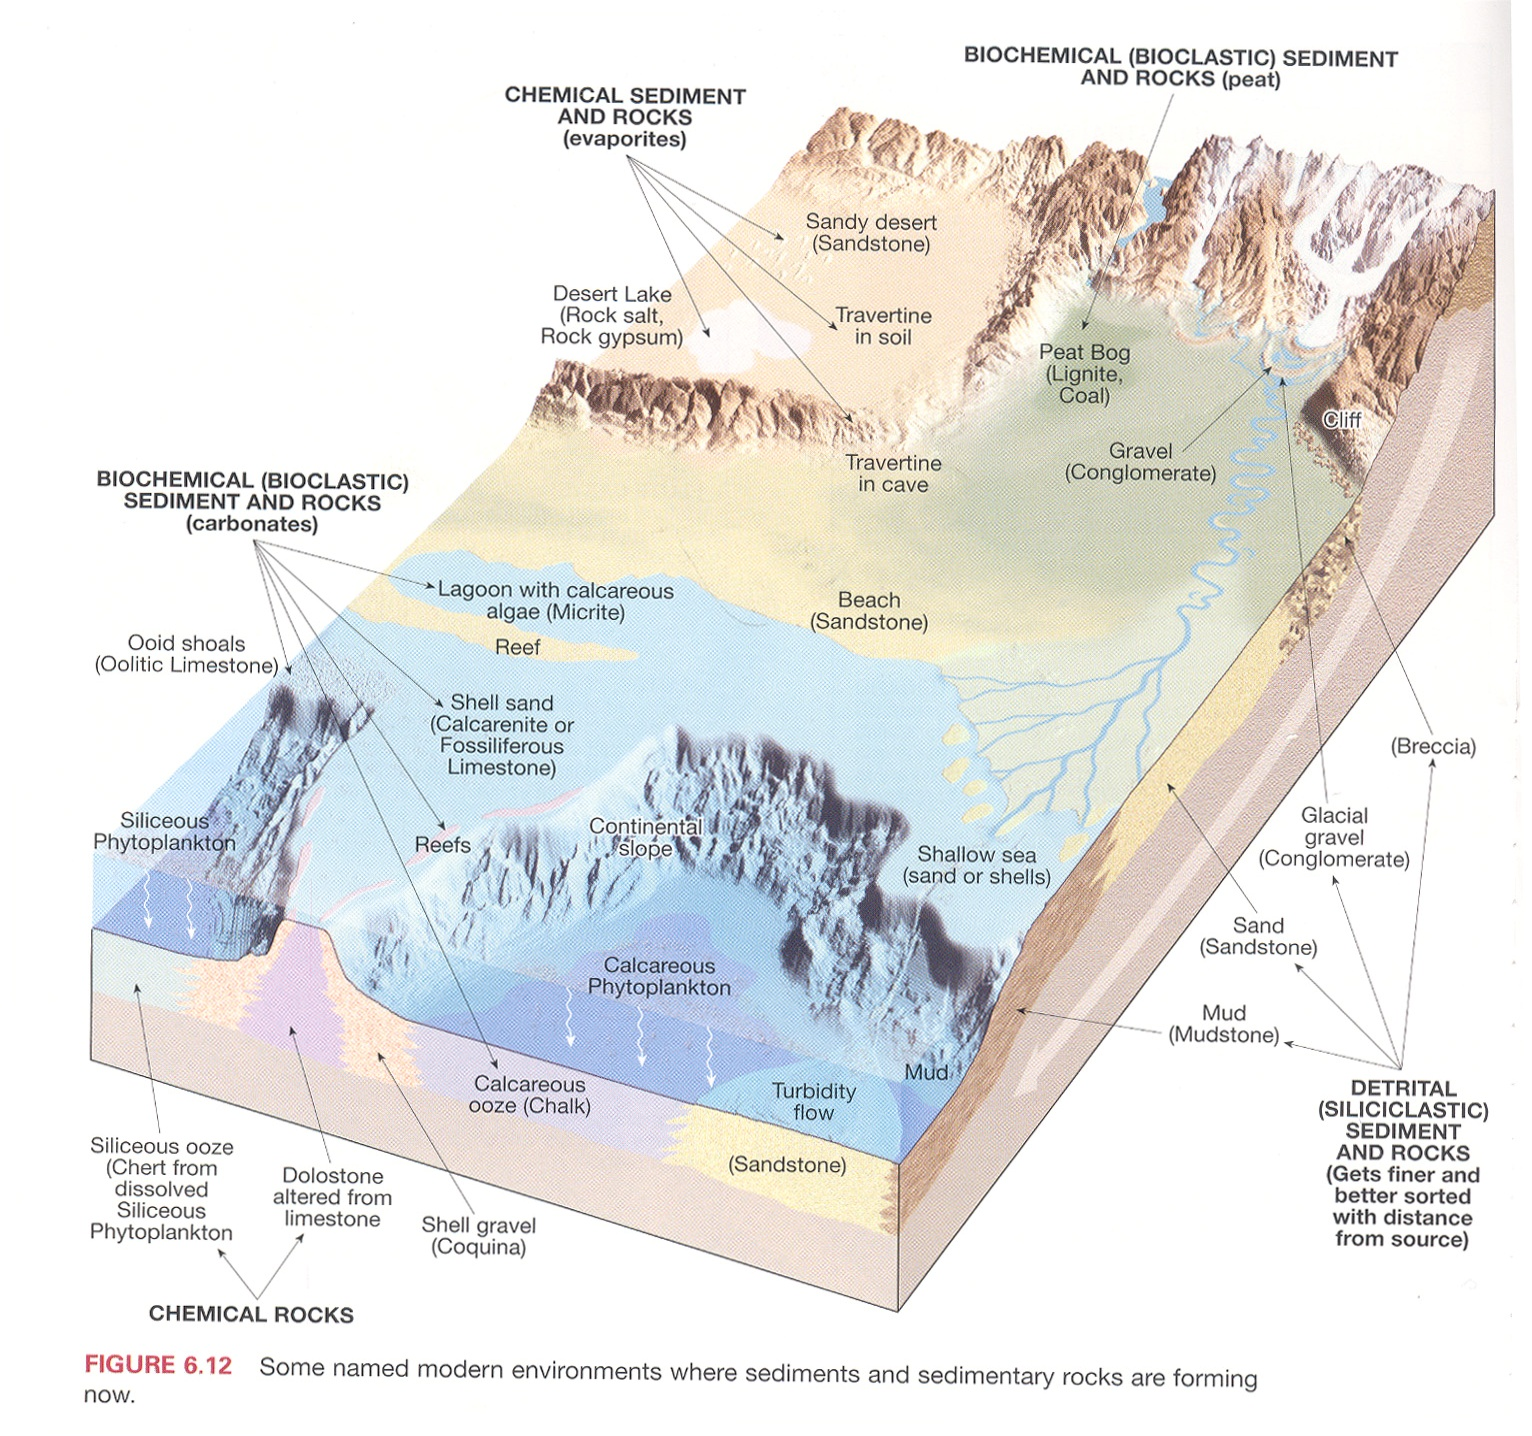 BIOCHEMICAL (BIOCLASTIC) SEDIMENT
AND ROCKS (peat)
CHEMICAL SEDIMENT
AND ROCKS
(evaporites)
Sandy desert
(Sandstone)
Desert Lake
(Rock salt,
Rock gypsum)
Travertine
in soil
Peat Bog
(Lignite,
Coal)
Cliff
Gravel
(Conglomerate)
Travertine
in cave
BIOCHEMICAL (BIOCLASTIC)
SEDIMENT AND ROCKS
(carbonates)
Lagoon with calcareous
algae (Micrite)
Beach
(Sandstone)
Reef
Ooid shoals
(Oolitic Limestone)
Shell sand
(Calcarenite or
Fossiliferous
Limestone)
(Breccia)
Siliceous
Phytoplankton
Reefs
Continental
slope
Shallow sea
(sand or shells)
Glacial
gravel
(Conglomerate)
Sand
(Sandstone)
Calcareous
Phytoplankton
Mud
(Mudstone)
Mud
Calcareous
ooze (Chalk)
Turbidity
flow
(Sandstone)
DETRITAL
(SILICICLASTIC)
SEDIMENT
AND ROCKS
(Gets finer and
better sorted
with distance
from source)
Siliceous ooze
(Chert from
dissolved
Siliceous
Phytoplankton
Dolostone
altered from
limestone
Shell gravel
(Coquina)
CHEMICAL ROCKS
FIGURE 6.12 Some named modern environments where sediments and sedimentary rocks are forming
now.